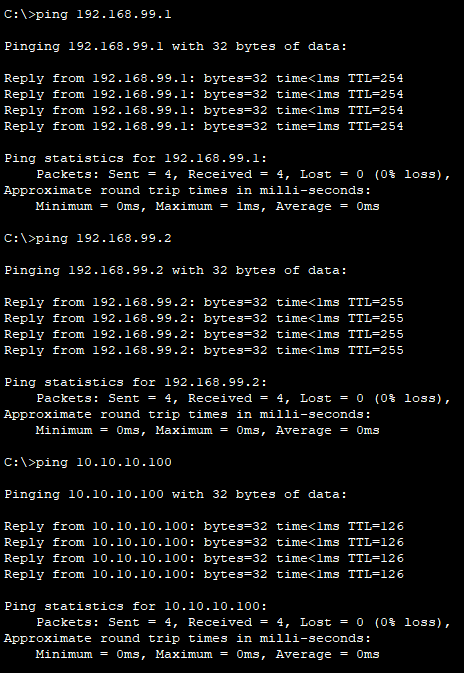 C:\>ping 192.168.99.1
Pinging 192.168.99.1 with 32 bytes of data:
Reply from 192.168.99.1: bytes=32 time<1ms TTL=254
Reply from 192.168.99.1: bytes=32 time<1ms TTL=254
Reply from 192.168.99.1: bytes=32 time<1ms TTL=254
Reply from 192.168.99.1: bytes=32 time=1ms TTL=254
Ping statistics for 192.168.99.1:
    Packets: Sent = 4, Received = 4, Lost = 0 (0% loss),
Approximate round trip times in milli-seconds:
    Minimum = 0ms, Maximum = 1ms, Average = 0ms
C:\>ping 192.168.99.2
Pinging 192.168.99.2 with 32 bytes of data:
Reply from 192.168.99.2: bytes=32 time<1ms TTL=255
Reply from 192.168.99.2: bytes=32 time<1ms TTL=255
Reply from 192.168.99.2: bytes=32 time<1ms TTL=255
Reply from 192.168.99.2: bytes=32 time<1ms TTL=255
Ping statistics for 192.168.99.2:
    Packets: Sent = 4, Received = 4, Lost = 0 (0% loss),
Approximate round trip times in milli-seconds:
    Minimum = 0ms, Maximum = 0ms, Average = 0ms
C:\>ping 10.10.10.100
Pinging 10.10.10.100 with 32 bytes of data:
Reply from 10.10.10.100: bytes=32 time<1ms TTL=126
Reply from 10.10.10.100: bytes=32 time<1ms TTL=126
Reply from 10.10.10.100: bytes=32 time<1ms TTL=126
Reply from 10.10.10.100: bytes=32 time<1ms TTL=126
Ping statistics for 10.10.10.100:
    Packets: Sent = 4, Received = 4, Lost = 0 (0% loss),
Approximate round trip times in milli-seconds:
    Minimum = 0ms, Maximum = 0ms, Average = 0ms